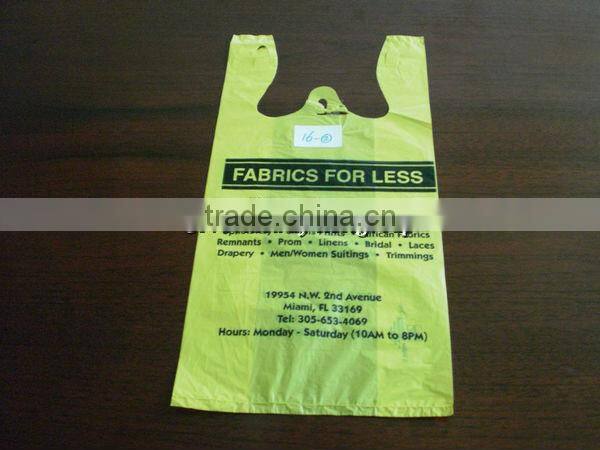 16-②
FABRICS FOR LESS
trade.china.cn
African Fabrics
Remnants • Prom • Linens • Bridal • Laces
Drapery • Men/Women Suitings • Trimmings
19954 N.W. 2nd Avenue
Miami, FL 33169
Tel: 305-653-4069
Hours: Monday - Saturday (10AM to 8PM)